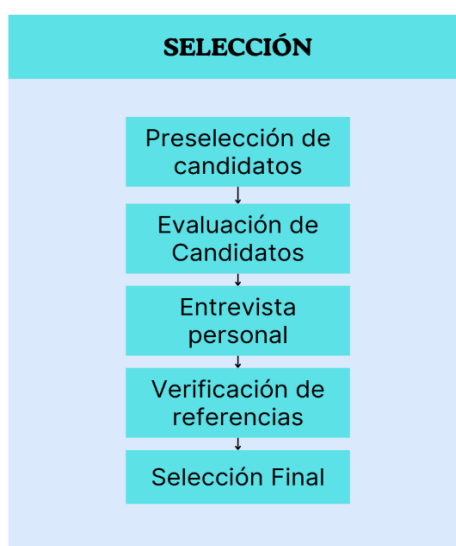 SELECCIÓN
Preselección de
candidatos
Evaluación de
Candidatos
Entrevista
personal
Verificación de
referencias
Selección Final